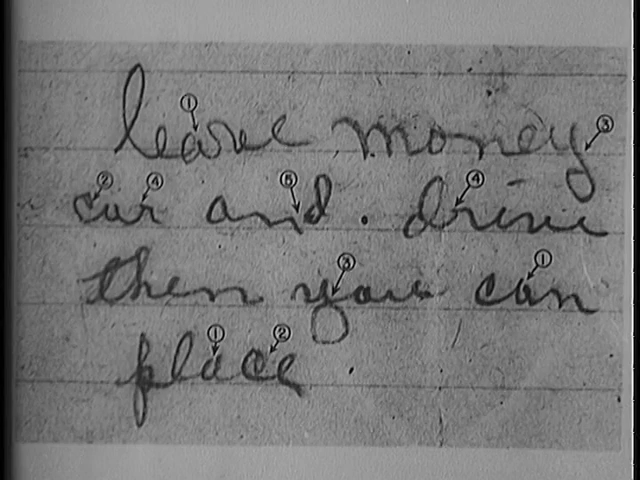 leave money
car and. drive
then you can
place.